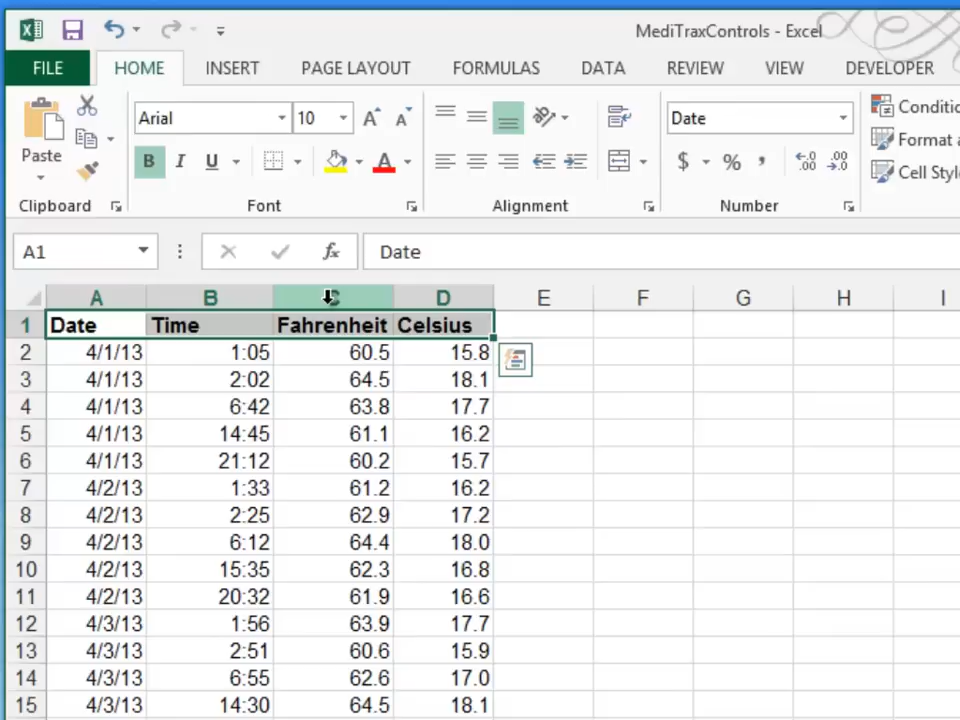 MediTraxControls - Excel
FILE HOME INSERT PAGE LAYOUT FORMULAS DATA REVIEW VIEW DEVELOPER
Arial 10 Date Conditio
Paste B I U A $ % , Format a
Cell Styl
Clipboard Font Alignment Number
A1 fx Date
A B C D E F G H I
1 Date Time Fahrenheit Celsius
2 4/1/13 1:05 60.5 15.8
3 4/1/13 2:02 64.5 18.1
4 4/1/13 6:42 63.8 17.7
5 4/1/13 14:45 61.1 16.2
6 4/1/13 21:12 60.2 15.7
7 4/2/13 1:33 61.2 16.2
8 4/2/13 2:25 62.9 17.2
9 4/2/13 6:12 64.4 18.0
10 4/2/13 15:35 62.3 16.8
11 4/2/13 20:32 61.9 16.6
12 4/3/13 1:56 63.9 17.7
13 4/3/13 2:51 60.6 15.9
14 4/3/13 6:55 62.6 17.0
15 4/3/13 14:30 64.5 18.1